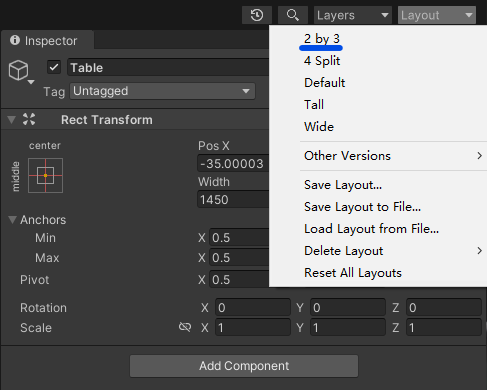 Layers Layout
Inspector
2 by 3
Table
4 Split
Tag Untagged
Default
Tall
Rect Transform
Wide
center
Pos X
middle
-35.00003
Other Versions
Width
1450
Save Layout...
Save Layout to File...
Anchors
Load Layout from File...
Min X 0.5
Delete Layout
Max X 0.5
Reset All Layouts
Pivot X 0.5
Rotation X 0 Y 0 Z 0
Scale X 1 Y 1 Z 1
Add Component